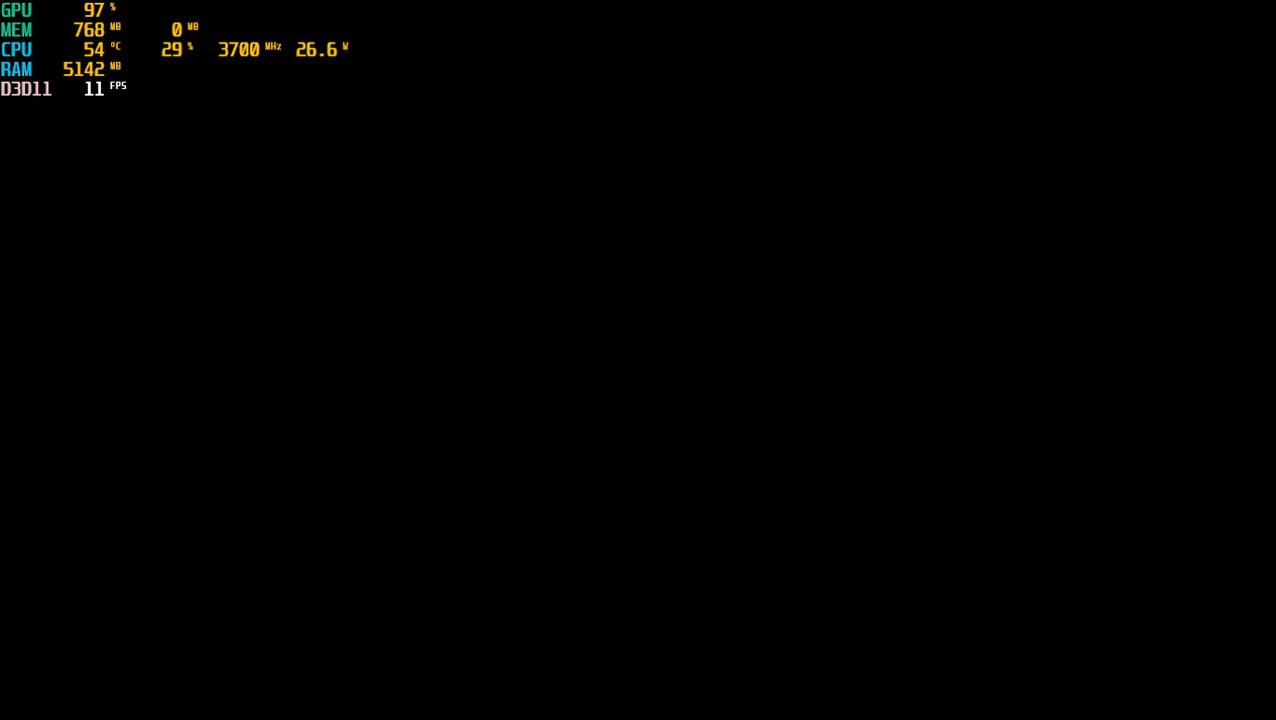 GPU 97 %
MEM 768 MB 0 MB
CPU 54 °C 29 % 3700 MHz 26.6 W
RAM 5142 MB
D3D11 11 FPS